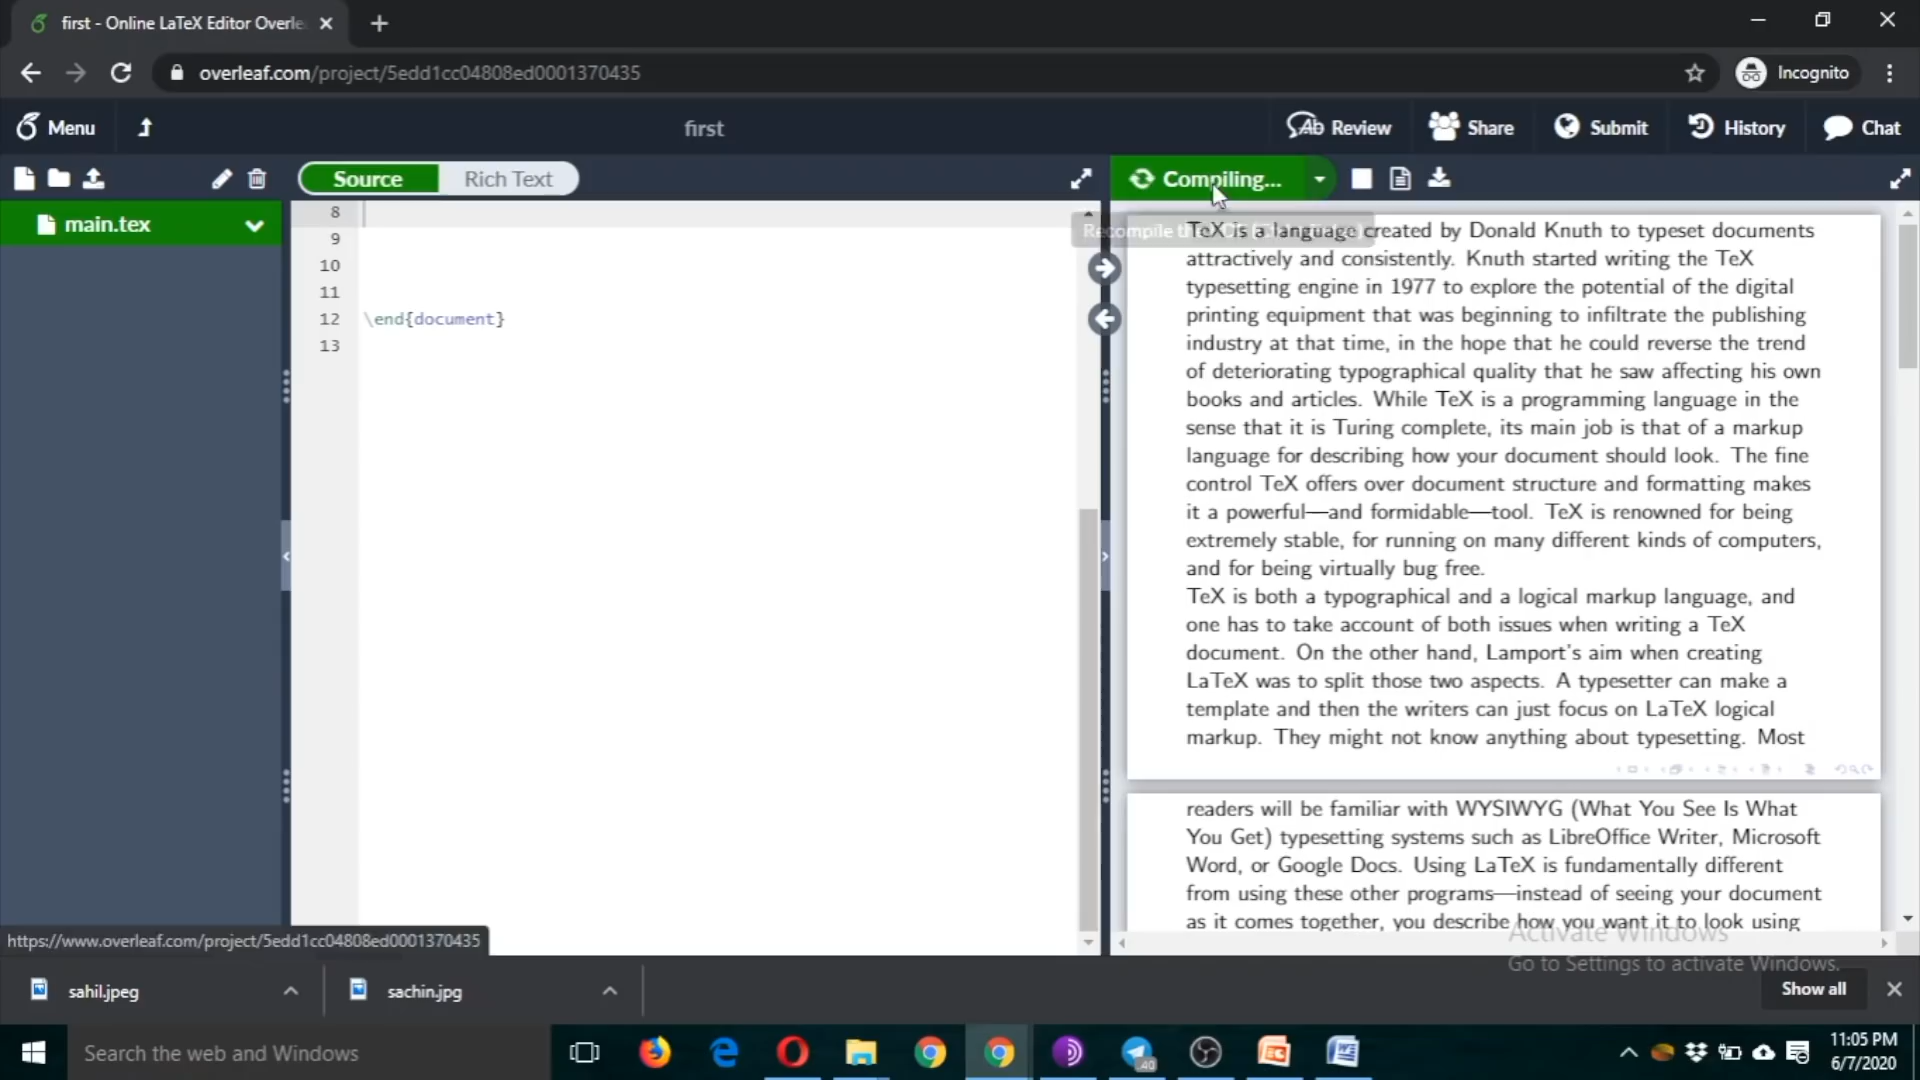 first - Online LaTeX Editor Overle
overleaf.com/project/5edd1cc04808ed0001370435
Incognito
Menu
first
Review
Share
Submit
History
Chat
Source
Rich Text
Compiling...
main.tex
8
9
10
11
12 \end{document}
13
TeX is a language created by Donald Knuth to typeset documents
attractively and consistently. Knuth started writing the TeX
typesetting engine in 1977 to explore the potential of the digital
printing equipment that was beginning to infiltrate the publishing
industry at that time, in the hope that he could reverse the trend
of deteriorating typographical quality that he saw affecting his own
books and articles. While TeX is a programming language in the
sense that it is Turing complete, its main job is that of a markup
language for describing how your document should look. The fine
control TeX offers over document structure and formatting makes
it a powerful—and formidable—tool. TeX is renowned for being
extremely stable, for running on many different kinds of computers,
and for being virtually bug free.
TeX is both a typographical and a logical markup language, and
one has to take account of both issues when writing a TeX
document. On the other hand, Lamport's aim when creating
LaTeX was to split those two aspects. A typesetter can make a
template and then the writers can just focus on LaTeX logical
markup. They might not know anything about typesetting. Most
readers will be familiar with WYSIWYG (What You See Is What
You Get) typesetting systems such as LibreOffice Writer, Microsoft
Word, or Google Docs. Using LaTeX is fundamentally different
from using these other programs—instead of seeing your document
as it comes together, you describe how you want it to look using
Activate Windows
Go to Settings to activate Windows.
https://www.overleaf.com/project/5edd1cc04808ed0001370435
sahil.jpeg
sachin.jpg
Show all
Search the web and Windows
40
11:05 PM
6/7/2020